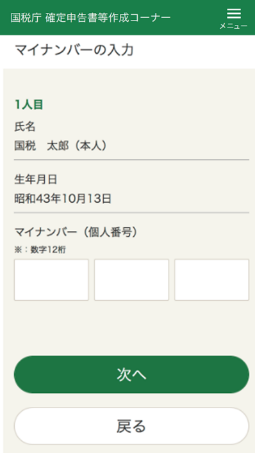 国税庁 確定申告書等作成コーナー
メニュー
マイナンバーの入力
1人目
氏名
国税　太郎（本人）
生年月日
昭和43年10月13日
マイナンバー（個人番号）
※：数字12桁
次へ
戻る